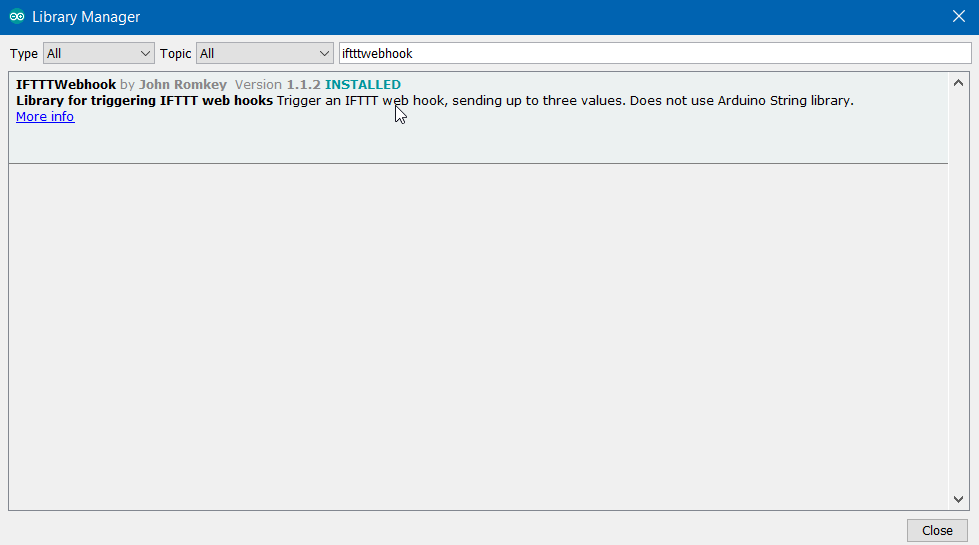 Library Manager
Type All Topic All iftttwebhook
IFTTTWebhook by John Romkey Version 1.1.2 INSTALLED
Library for triggering IFTTT web hooks Trigger an IFTTT web hook, sending up to three values. Does not use Arduino String library.
More info
Close